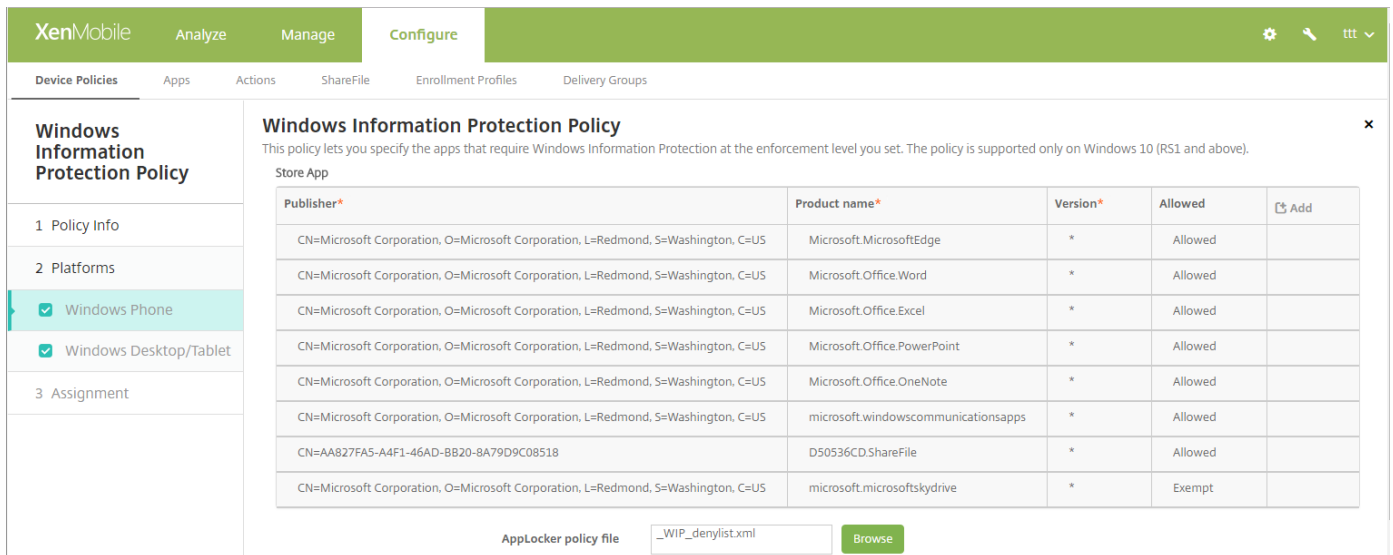 XenMobile Analyze Manage Configure ttt
Device Policies Apps Actions ShareFile Enrollment Profiles Delivery Groups
Windows
Information
Protection Policy
1 Policy Info
2 Platforms
Windows Phone
Windows Desktop/Tablet
3 Assignment
Windows Information Protection Policy
This policy lets you specify the apps that require Windows Information Protection at the enforcement level you set. The policy is supported only on Windows 10 (RS1 and above).
Store App
Publisher* Product name* Version* Allowed Add
CN=Microsoft Corporation, O=Microsoft Corporation, L=Redmond, S=Washington, C=US Microsoft.MicrosoftEdge * Allowed
CN=Microsoft Corporation, O=Microsoft Corporation, L=Redmond, S=Washington, C=US Microsoft.Office.Word * Allowed
CN=Microsoft Corporation, O=Microsoft Corporation, L=Redmond, S=Washington, C=US Microsoft.Office.Excel * Allowed
CN=Microsoft Corporation, O=Microsoft Corporation, L=Redmond, S=Washington, C=US Microsoft.Office.PowerPoint * Allowed
CN=Microsoft Corporation, O=Microsoft Corporation, L=Redmond, S=Washington, C=US Microsoft.Office.OneNote * Allowed
CN=Microsoft Corporation, O=Microsoft Corporation, L=Redmond, S=Washington, C=US microsoft.windowscommunicationsapps * Allowed
CN=AA827FA5-A4F1-46AD-BB20-8A79D9C08518 D50536CD.ShareFile * Allowed
CN=Microsoft Corporation, O=Microsoft Corporation, L=Redmond, S=Washington, C=US microsoft.microsoftskydrive * Exempt
AppLocker policy file _WIP_denylist.xml Browse